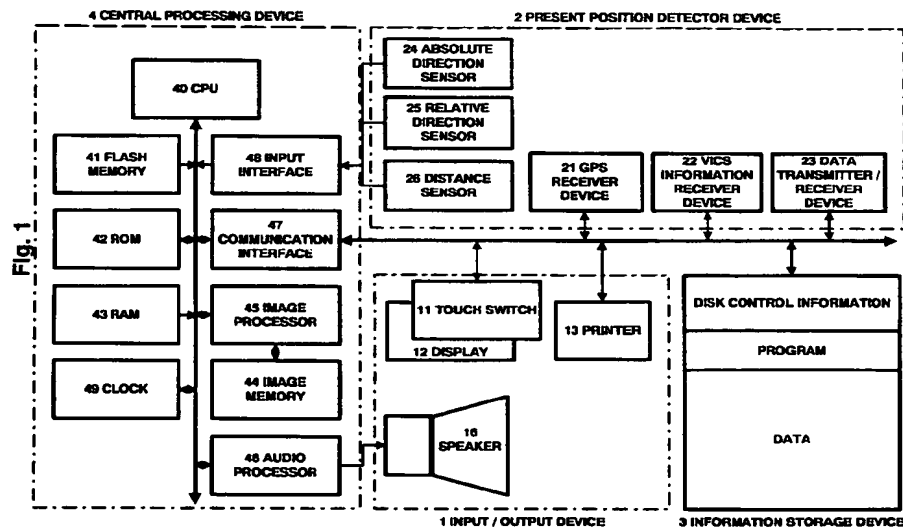 4 CENTRAL PROCESSING DEVICE
2 PRESENT POSITION DETECTOR DEVICE
Fig. 1
40 CPU
41 FLASH
MEMORY
48 INPUT
INTERFACE
42 ROM
47
COMMUNICATION
INTERFACE
43 RAM
45 IMAGE
PROCESSOR
49 CLOCK
44 IMAGE
MEMORY
46 AUDIO
PROCESSOR
24 ABSOLUTE
DIRECTION
SENSOR
25 RELATIVE
DIRECTION
SENSOR
26 DISTANCE
SENSOR
21 GPS
RECEIVER
DEVICE
22 VICS
INFORMATION
RECEIVER
DEVICE
23 DATA
TRANSMITTER /
RECEIVER
DEVICE
11 TOUCH SWITCH
12 DISPLAY
13 PRINTER
16
SPEAKER
DISK CONTROL INFORMATION
PROGRAM
DATA
1 INPUT / OUTPUT DEVICE
3 INFORMATION STORAGE DEVICE